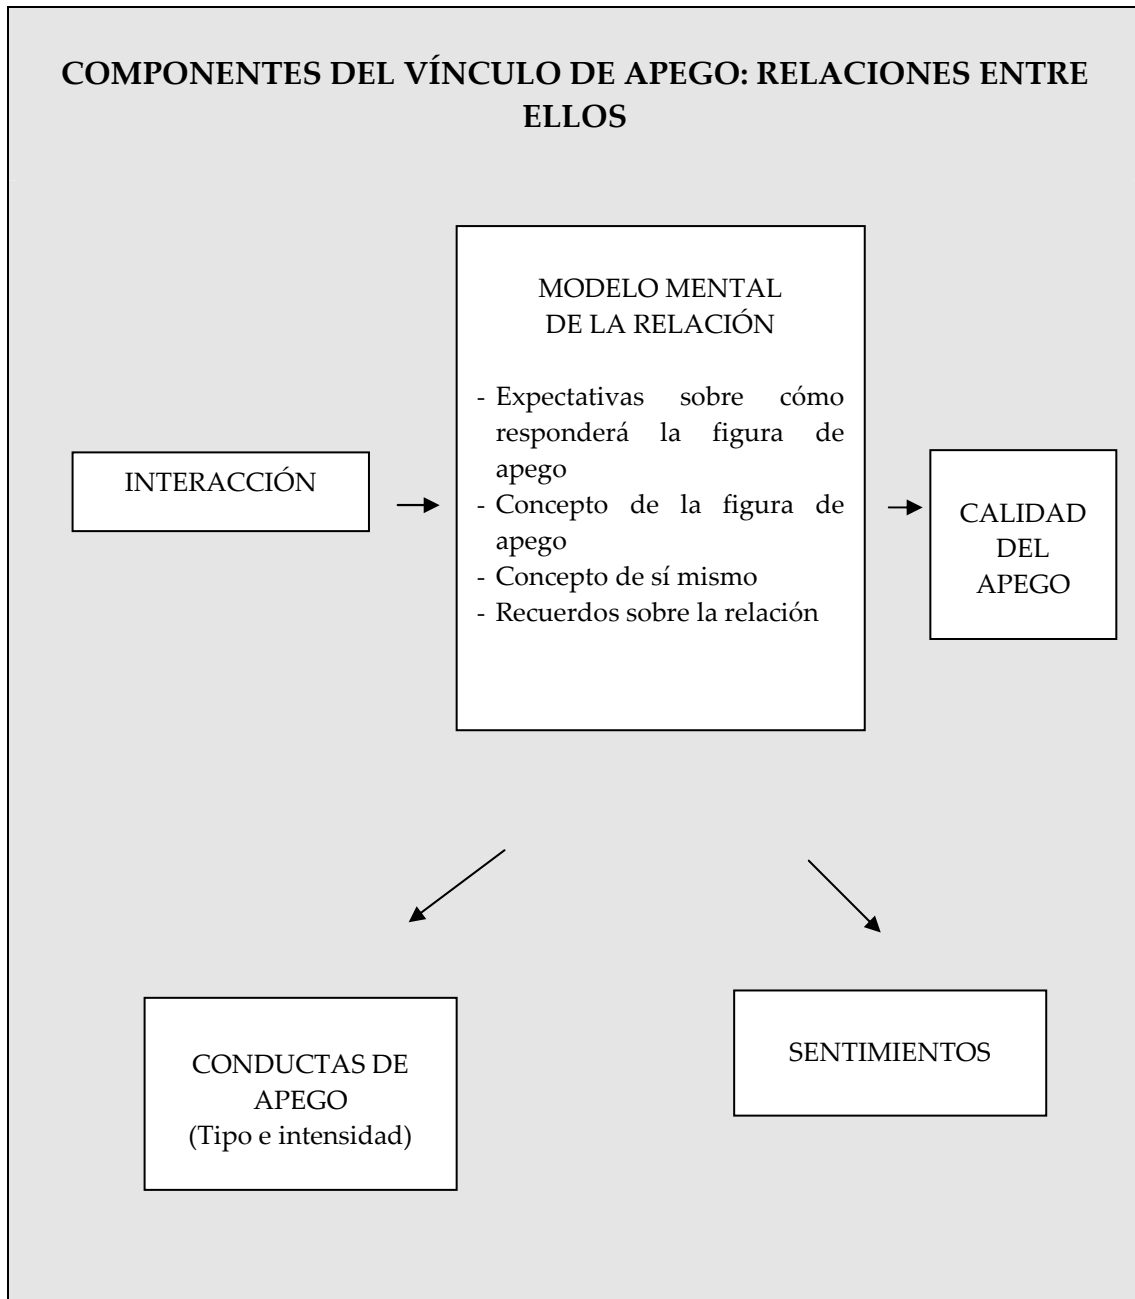 COMPONENTES DEL VÍNCULO DE APEGO: RELACIONES ENTRE
ELLOS
INTERACCIÓN
MODELO MENTAL
DE LA RELACIÓN
- Expectativas sobre cómo
responderá la figura de
apego
- Concepto de la figura de
apego
- Concepto de sí mismo
- Recuerdos sobre la relación
CALIDAD
DEL
APEGO
CONDUCTAS DE
APEGO
(Tipo e intensidad)
SENTIMIENTOS